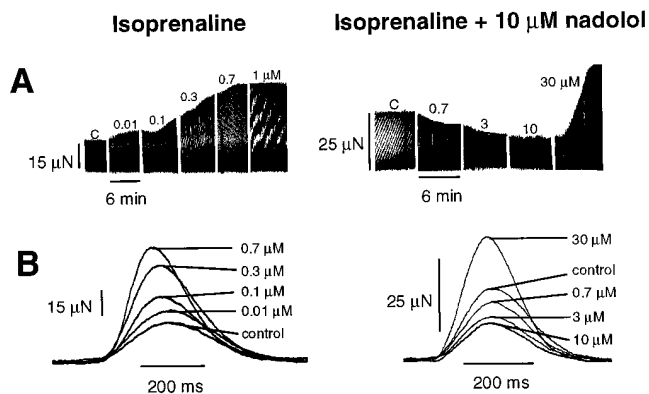 Isoprenaline
Isoprenaline + 10 µM nadolol
A
C
0.01
0.1
0.3
0.7
1 µM
15 µN
6 min
C
0.7
3
10
30 µM
25 µN
6 min
B
0.7 µM
0.3 µM
0.1 µM
0.01 µM
control
15 µN
200 ms
30 µM
control
0.7 µM
3 µM
10 µM
25 µN
200 ms